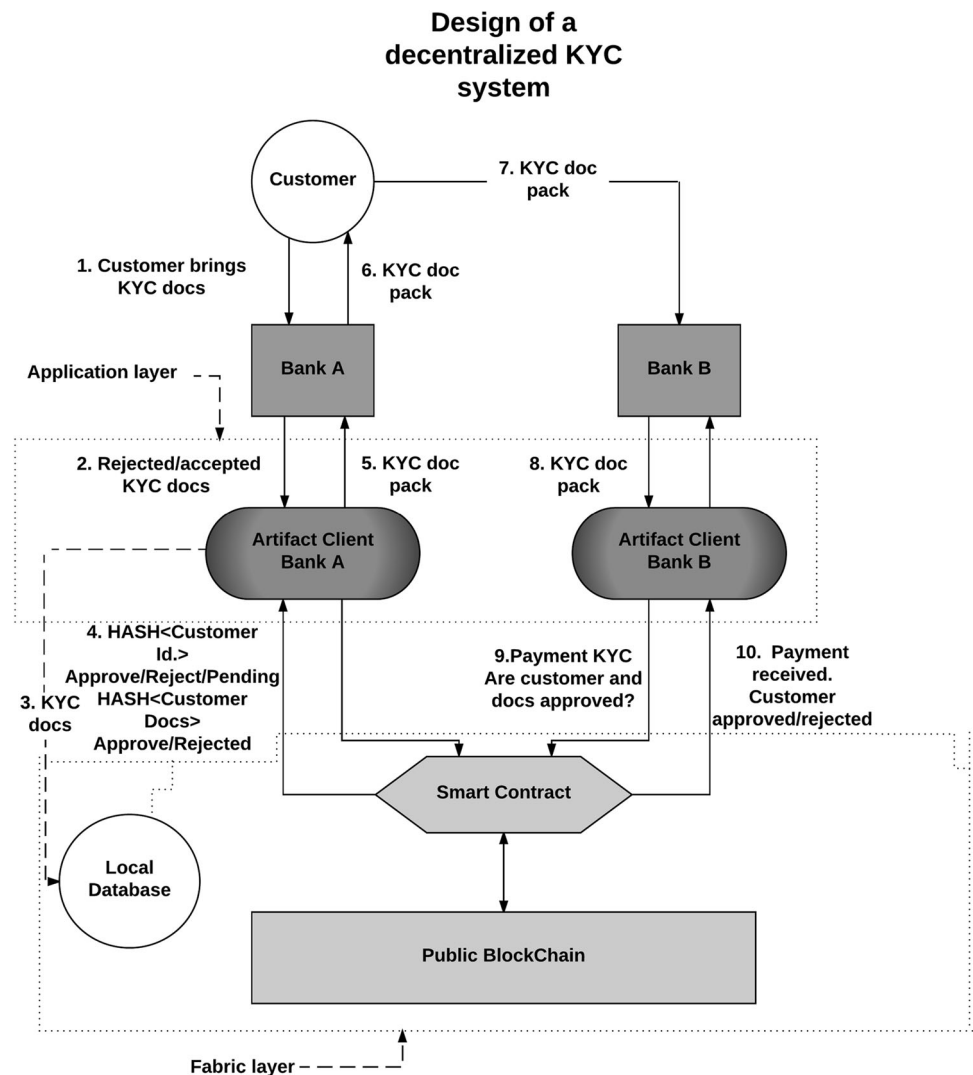 Design of a
decentralized KYC
system
Customer
7. KYC doc
pack
1. Customer brings
KYC docs
6. KYC doc
pack
Bank A
Bank B
Application layer
2. Rejected/accepted
KYC docs
5. KYC doc
pack
8. KYC doc
pack
Artifact Client
Bank A
Artifact Client
Bank B
4. HASH<Customer
Id.>
Approve/Reject/Pending
HASH<Customer
Docs>
Approve/Rejected
3. KYC
docs
9.Payment KYC
Are customer and
docs approved?
10. Payment
received.
Customer
approved/rejected
Smart Contract
Local
Database
Public BlockChain
Fabric layer